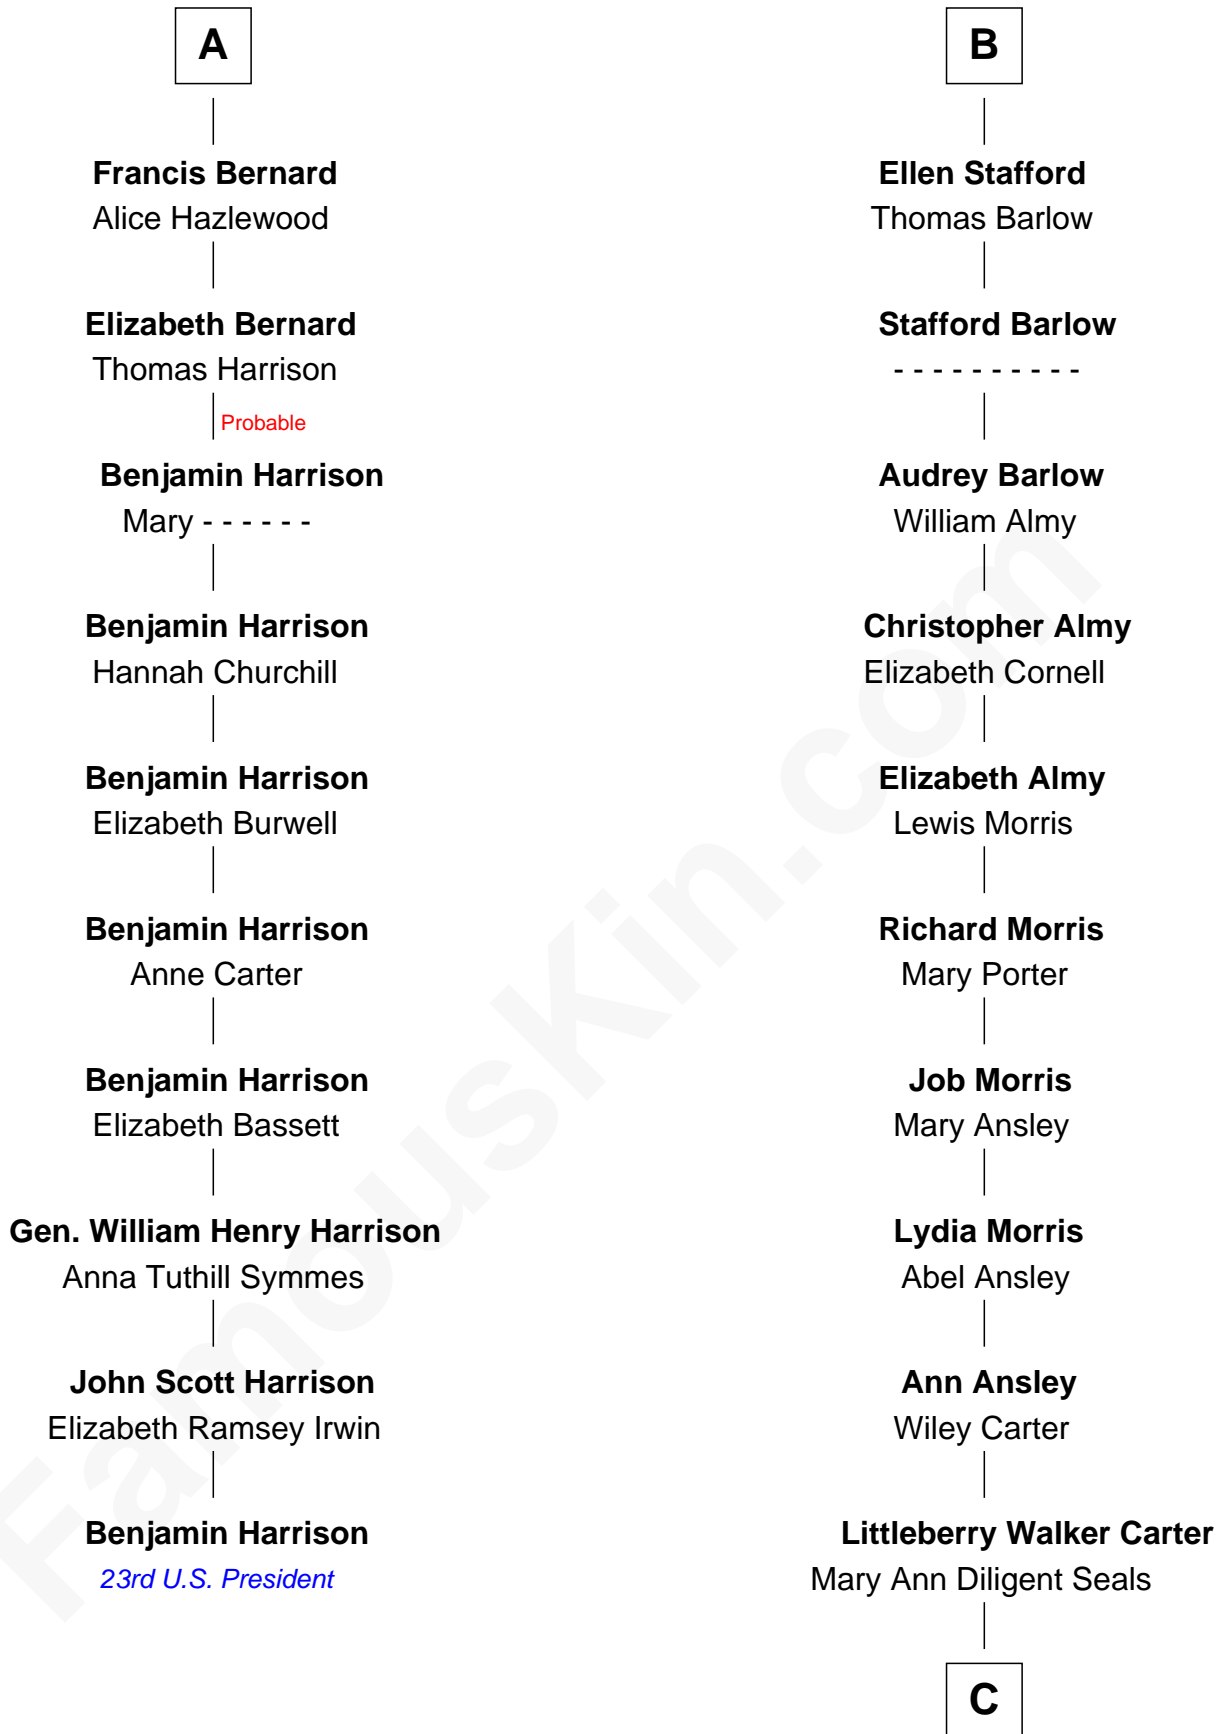 A
Francis Bernard
Alice Hazlewood
Elizabeth Bernard
Thomas Harrison
Probable
Benjamin Harrison
Mary - - - - - -
Benjamin Harrison
Hannah Churchill
Benjamin Harrison
Elizabeth Burwell
Benjamin Harrison
Anne Carter
Benjamin Harrison
Elizabeth Bassett
Gen. William Henry Harrison
Anna Tuthill Symmes
John Scott Harrison
Elizabeth Ramsey Irwin
Benjamin Harrison
23rd U.S. President
B
Ellen Stafford
Thomas Barlow
Stafford Barlow
- - - - - - - - - -
Audrey Barlow
William Almy
Christopher Almy
Elizabeth Cornell
Elizabeth Almy
Lewis Morris
Richard Morris
Mary Porter
Job Morris
Mary Ansley
Lydia Morris
Abel Ansley
Ann Ansley
Wiley Carter
Littleberry Walker Carter
Mary Ann Diligent Seals
C
FamousKin.com